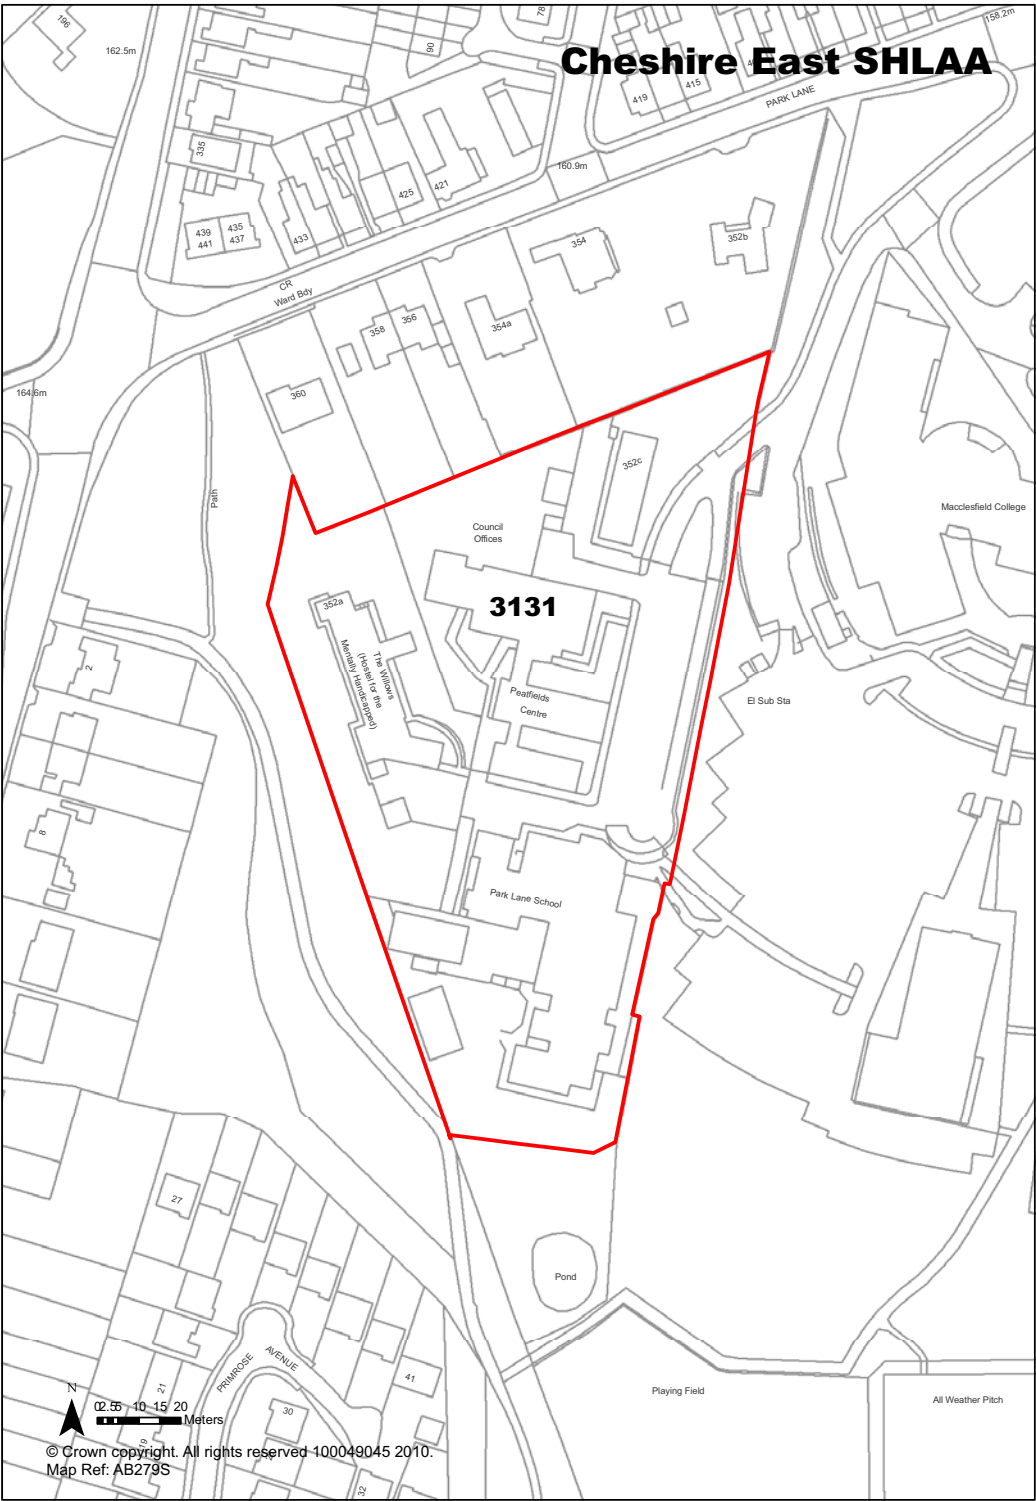 Cheshire East SHLAA
196
162.5m
90
78
158.2m
419
415
PARK LANE
335
160.9m
425
421
439
441
435
437
433
CR
Ward Bdy
354
352b
358
356
354a
164.6m
360
352c
Path
Council
Offices
Macclesfield College
3131
352a
The Willows
(Hostel for the
Mentally Handicapped)
2
Peatfields
Centre
El Sub Sta
8
Park Lane School
27
Pond
PRIMROSE
AVENUE
41
21
30
Playing Field
All Weather Pitch
N
0 2.5 5 10 15 20
Meters
19
32
© Crown copyright. All rights reserved 100049045 2010.
Map Ref: AB279S